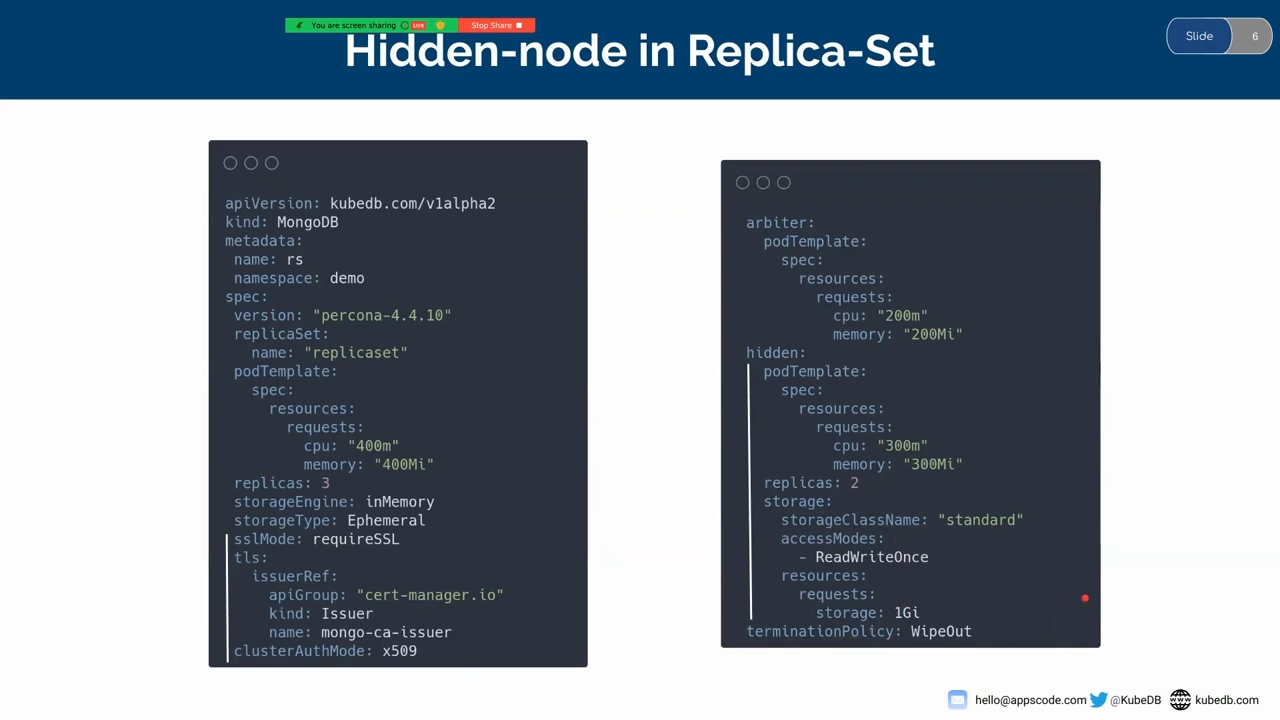 You are screen sharing LIVE Stop Share
Hidden-node in Replica-Set
Slide 6
apiVersion: kubedb.com/v1alpha2
kind: MongoDB
metadata:
 name: rs
 namespace: demo
spec:
 version: "percona-4.4.10"
 replicaSet:
   name: "replicaset"
 podTemplate:
   spec:
     resources:
       requests:
         cpu: "400m"
         memory: "400Mi"
 replicas: 3
 storageEngine: inMemory
 storageType: Ephemeral
 sslMode: requireSSL
 tls:
   issuerRef:
     apiGroup: "cert-manager.io"
     kind: Issuer
     name: mongo-ca-issuer
 clusterAuthMode: x509
arbiter:
  podTemplate:
    spec:
      resources:
        requests:
          cpu: "200m"
          memory: "200Mi"
hidden:
  podTemplate:
    spec:
      resources:
        requests:
          cpu: "300m"
          memory: "300Mi"
  replicas: 2
  storage:
    storageClassName: "standard"
    accessModes:
      - ReadWriteOnce
    resources:
      requests:
        storage: 1Gi
terminationPolicy: WipeOut
hello@appscode.com @KubeDB kubedb.com